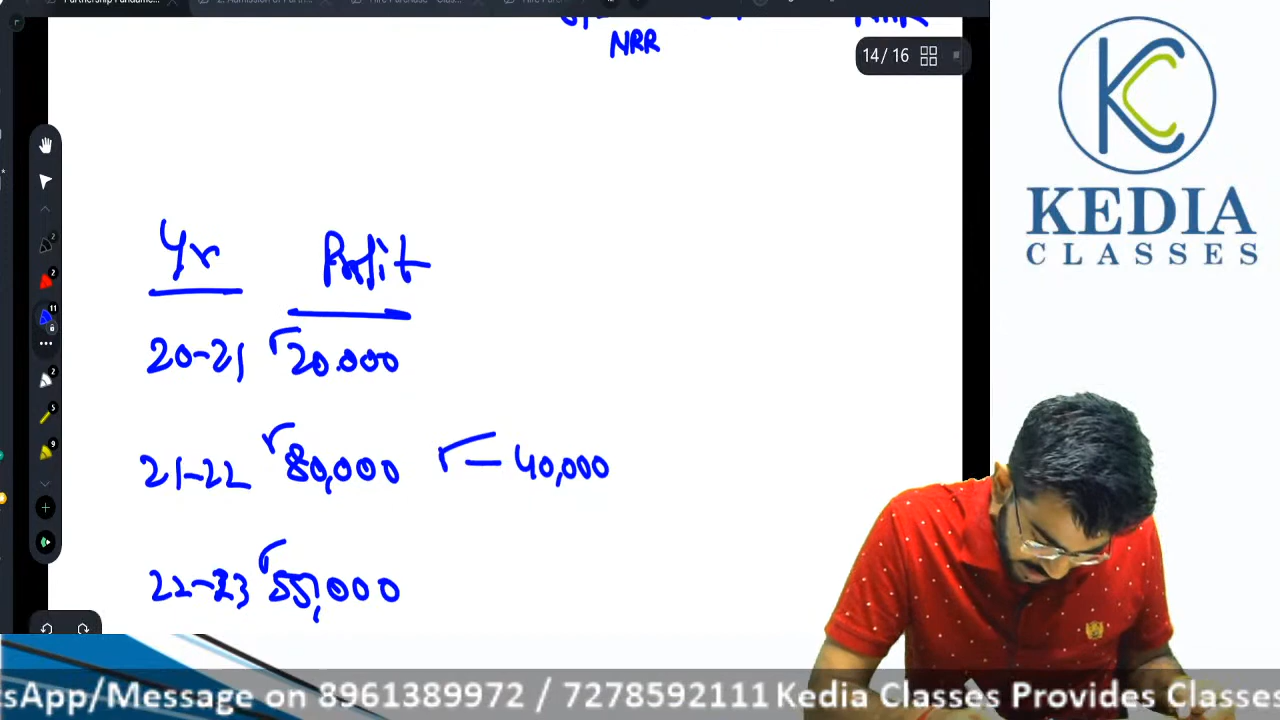 NRR
14/16
Yr Profit
20-21 20.000
21-22 80,000 - 40,000
22-23 55,000
KEDIA
CLASSES
tsApp/Message on 8961389972 / 7278592111 Kedia Classes Provides Classes